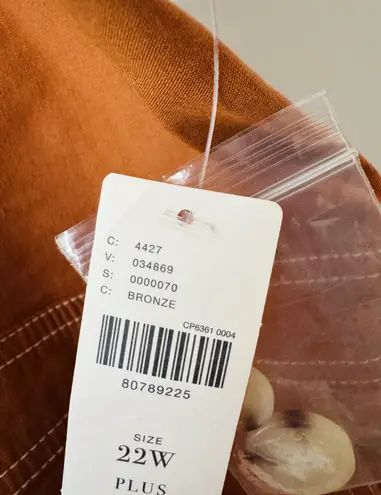 C: 4427
V: 034869
S: 0000070
C: BRONZE
CP6361 0004
80789225
SIZE
22W
PLUS